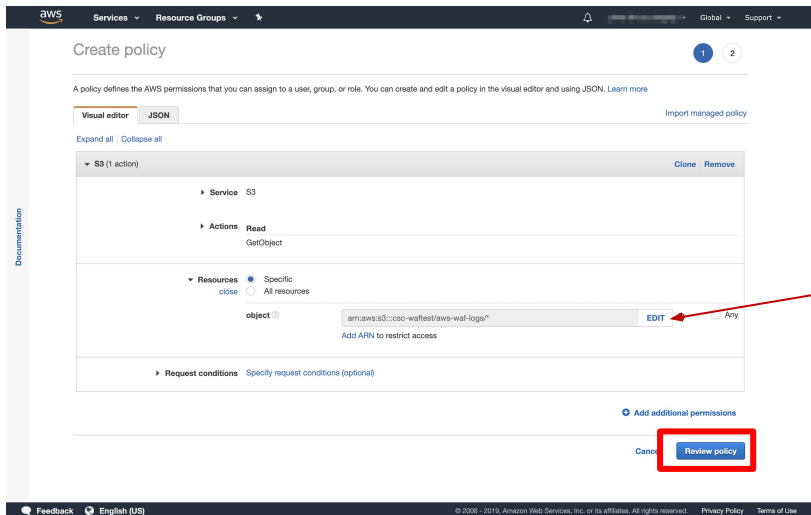 aws Services Resource Groups Global Support
Create policy 1 2
A policy defines the AWS permissions that you can assign to a user, group, or role. You can create and edit a policy in the visual editor and using JSON. Learn more
Visual editor JSON Import managed policy
Expand all Collapse all
S3 (1 action) Clone Remove
Service S3
Actions Read
GetObject
Resources Specific
close All resources
object ? arn:aws:s3:::csc-waftest/aws-waf-logs/* EDIT Any
Add ARN to restrict access
Request conditions Specify request conditions (optional)
Add additional permissions
Cancel Review policy
Documentation
Feedback English (US) © 2008 - 2019, Amazon Web Services, Inc. or its affiliates. All rights reserved. Privacy Policy Terms of Use